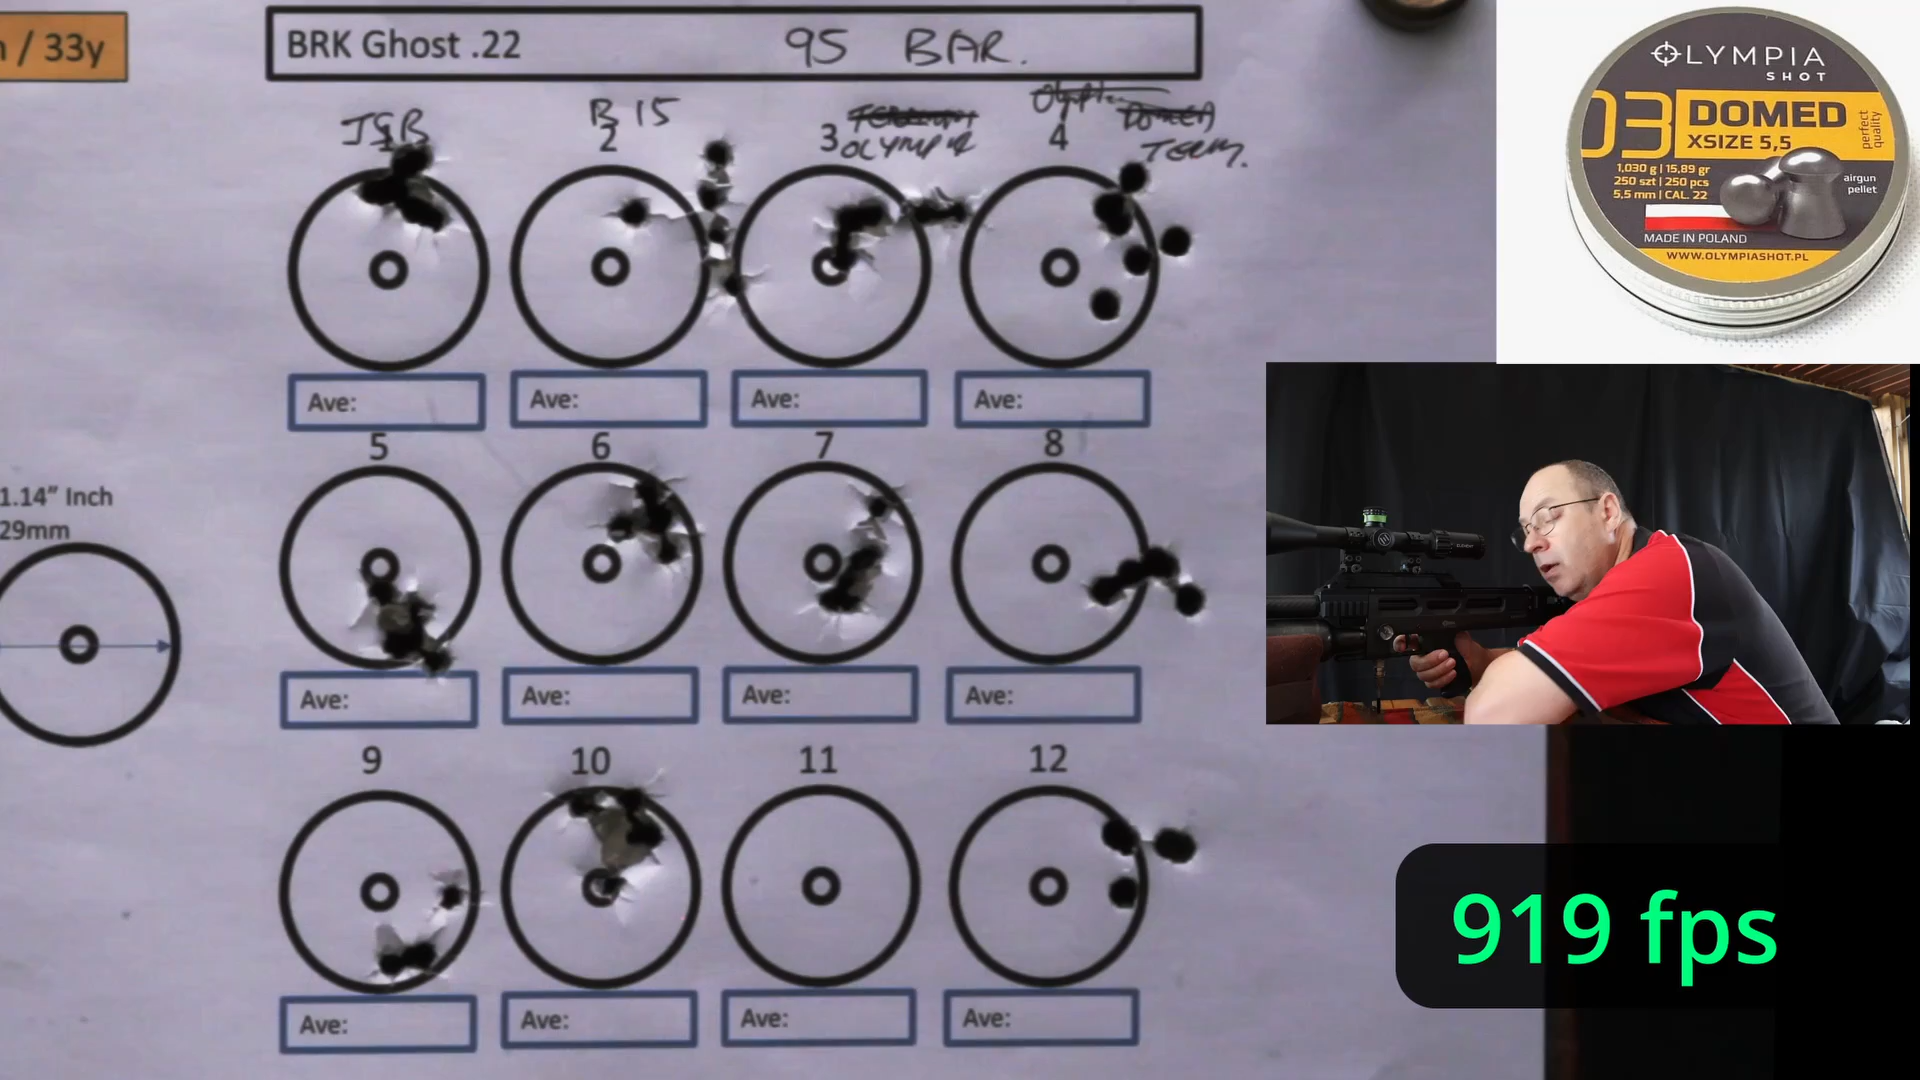 n / 33y
BRK Ghost .22 95 BAR.
JSB
B 15
OLYMPIA
TERM.
1 2 3 4
Ave: Ave: Ave: Ave:
5 6 7 8
1.14” Inch
29mm
Ave: Ave: Ave: Ave:
9 10 11 12
Ave: Ave: Ave: Ave:
OLYMPIA
SHOT
03 DOMED
XSIZE 5,5
perfect
quality
1,030 g | 15,89 gr
250 szt | 250 pcs
5,5 mm | CAL. 22
airgun
pellet
MADE IN POLAND
WWW.OLYMPIASHOT.PL
ELEMENT
919 fps